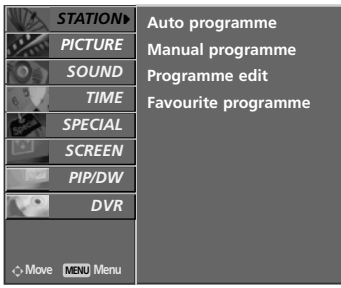 STATION
PICTURE
SOUND
TIME
SPECIAL
SCREEN
PIP/DW
DVR
Auto programme
Manual programme
Programme edit
Favourite programme
Move MENU Menu